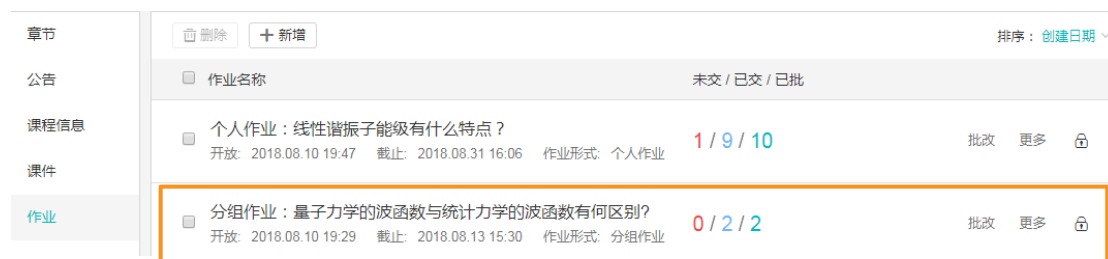 章节
公告
课程信息
课件
作业
删除 新增 排序：创建日期
作业名称 未交 / 已交 / 已批
个人作业：线性谐振子能级有什么特点？
开放: 2018.08.10 19:47 截止: 2018.08.31 16:06 作业形式: 个人作业
1 / 9 / 10 批改 更多
分组作业：量子力学的波函数与统计力学的波函数有何区别?
开放: 2018.08.10 19:29 截止: 2018.08.13 15:30 作业形式: 分组作业
0 / 2 / 2 批改 更多